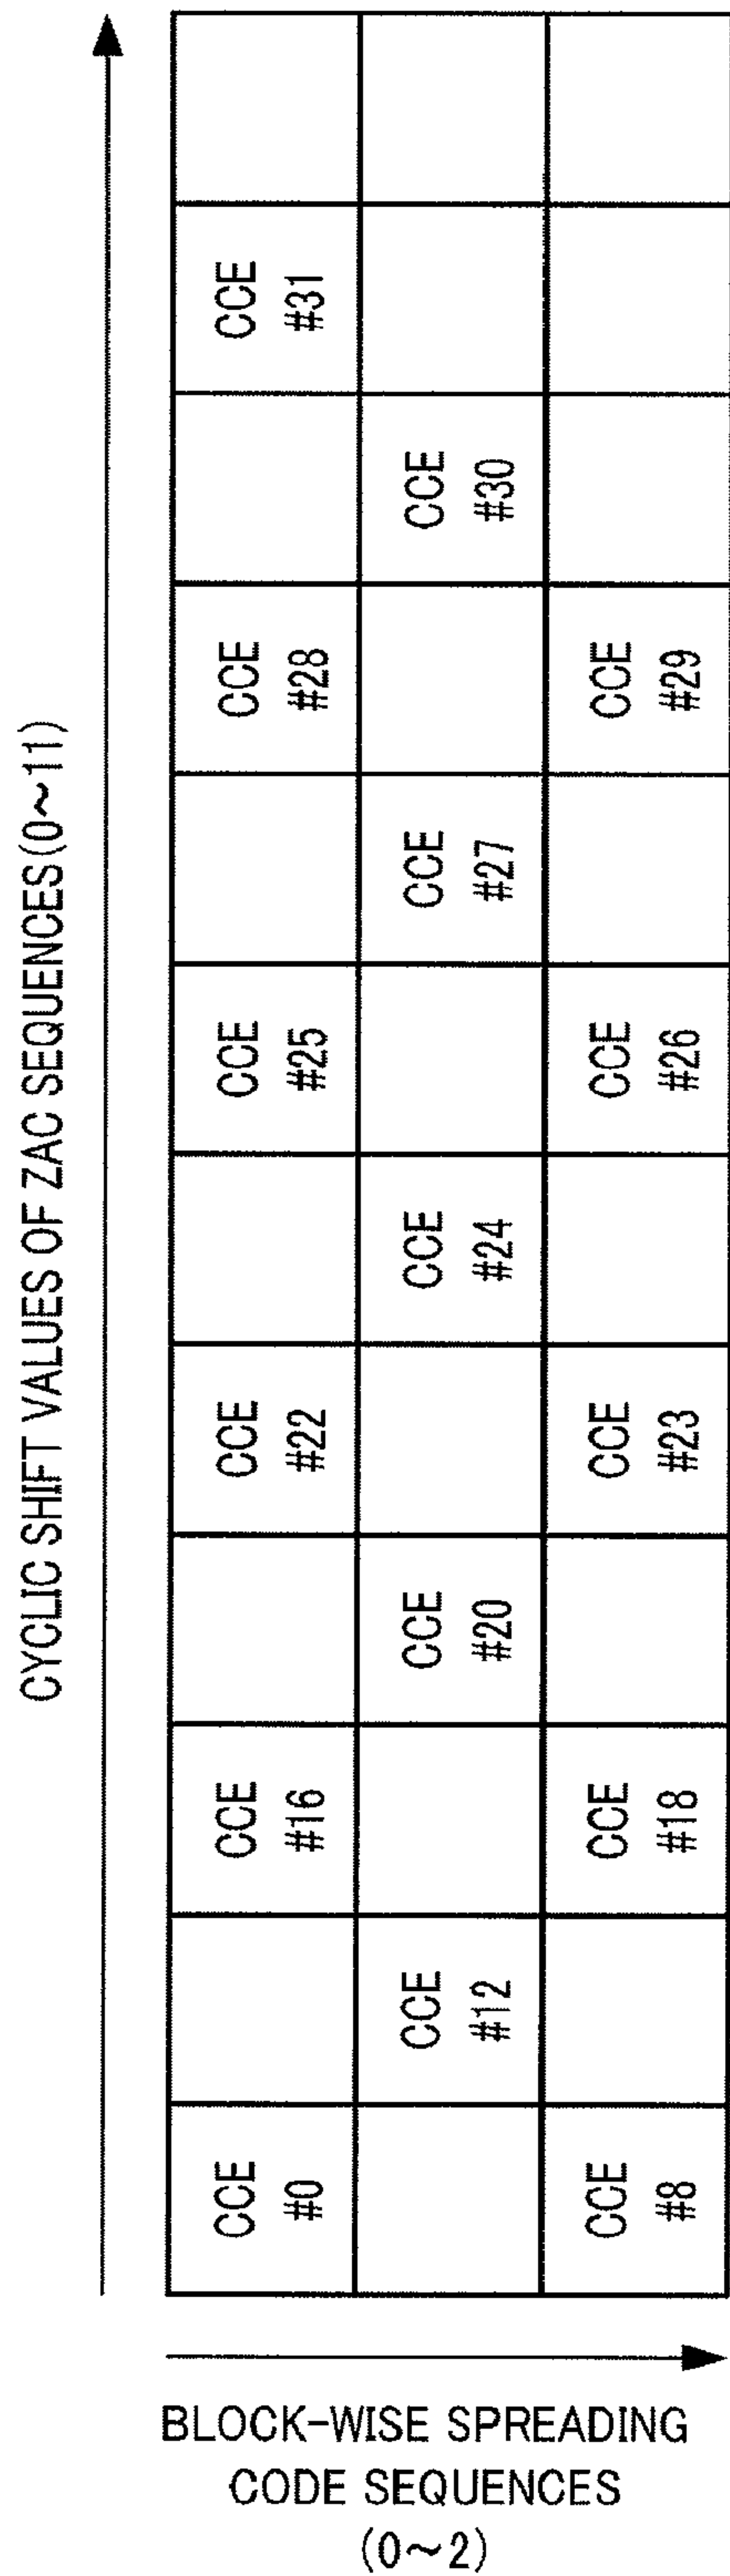 CYCLIC SHIFT VALUES OF ZAC SEQUENCES(0~11)
CCE
#31
CCE
#30
CCE
#28
CCE
#29
CCE
#27
CCE
#25
CCE
#26
CCE
#24
CCE
#22
CCE
#23
CCE
#20
CCE
#16
CCE
#18
CCE
#12
CCE
#0
CCE
#8
BLOCK-WISE SPREADING
CODE SEQUENCES
(0~2)